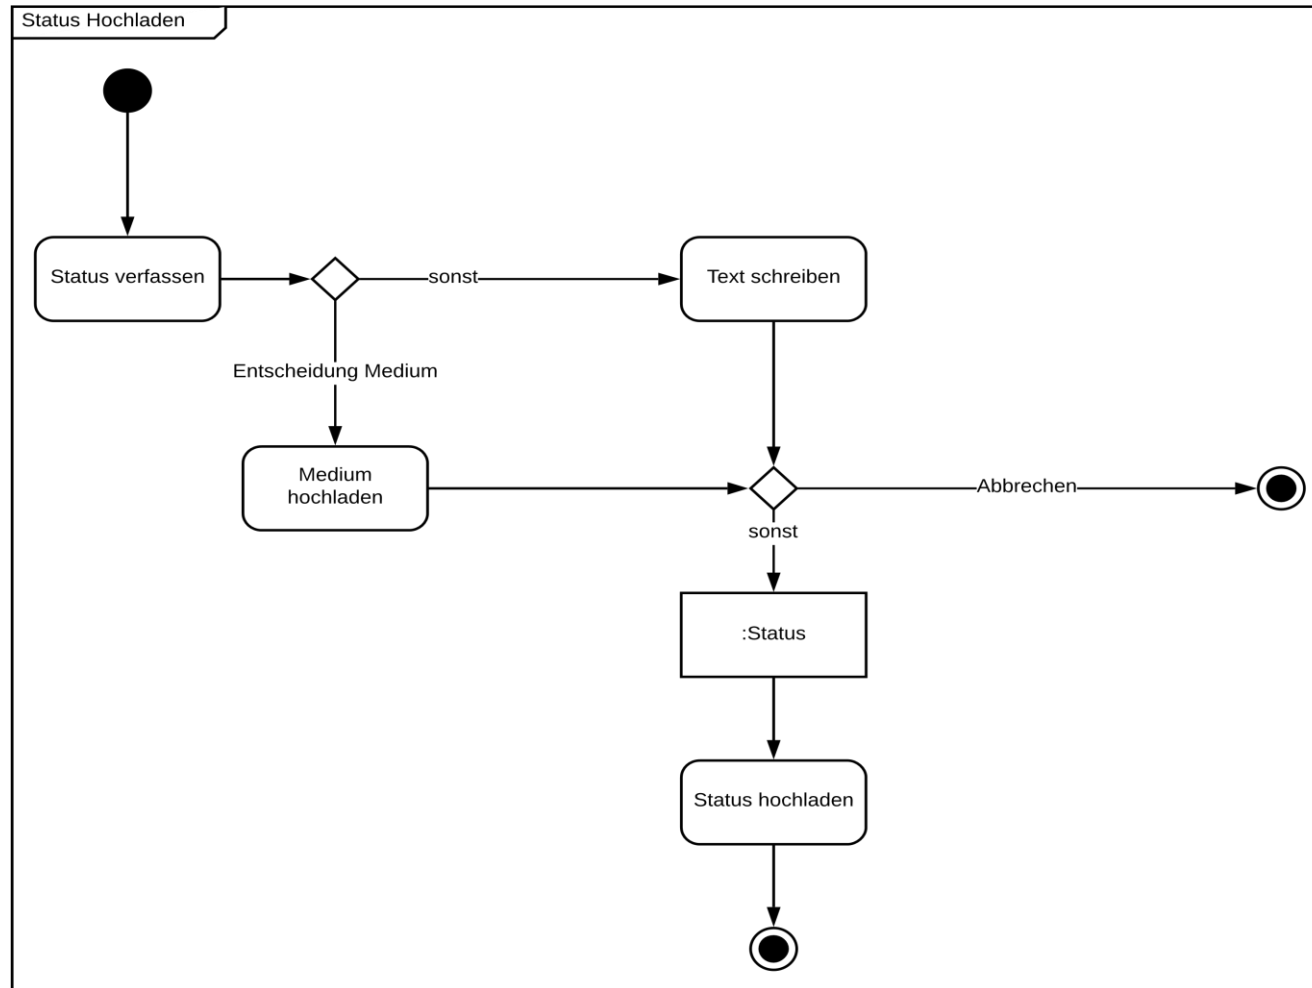 Status Hochladen
Status verfassen
sonst
Text schreiben
Entscheidung Medium
Medium
hochladen
Abbrechen
sonst
:Status
Status hochladen